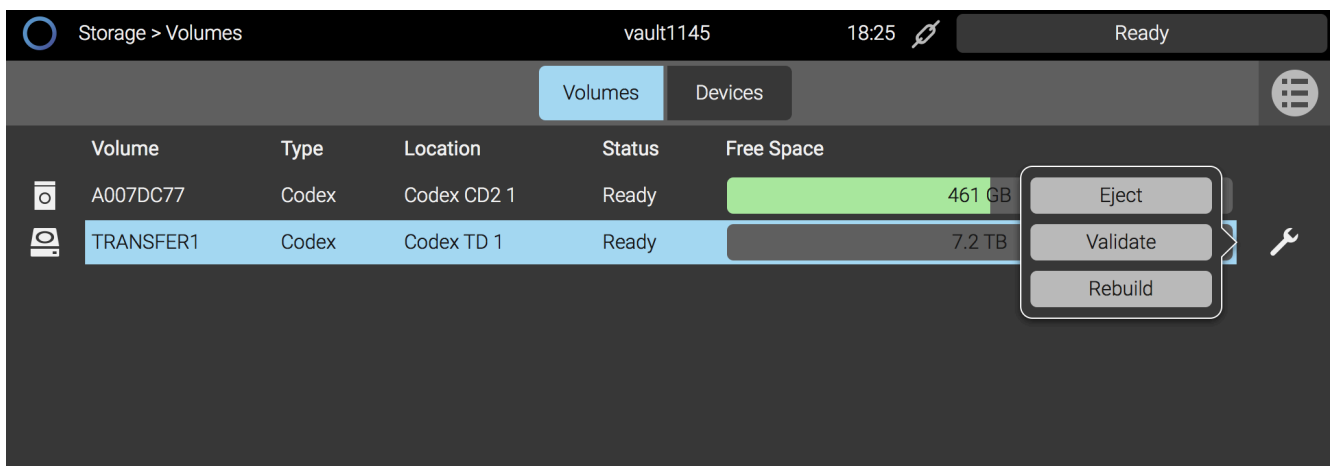 Storage > Volumes vault1145 18:25 Ready
Volumes Devices
Volume Type Location Status Free Space
A007DC77 Codex Codex CD2 1 Ready 461 GB Eject
TRANSFER1 Codex Codex TD 1 Ready 7.2 TB Validate
Rebuild